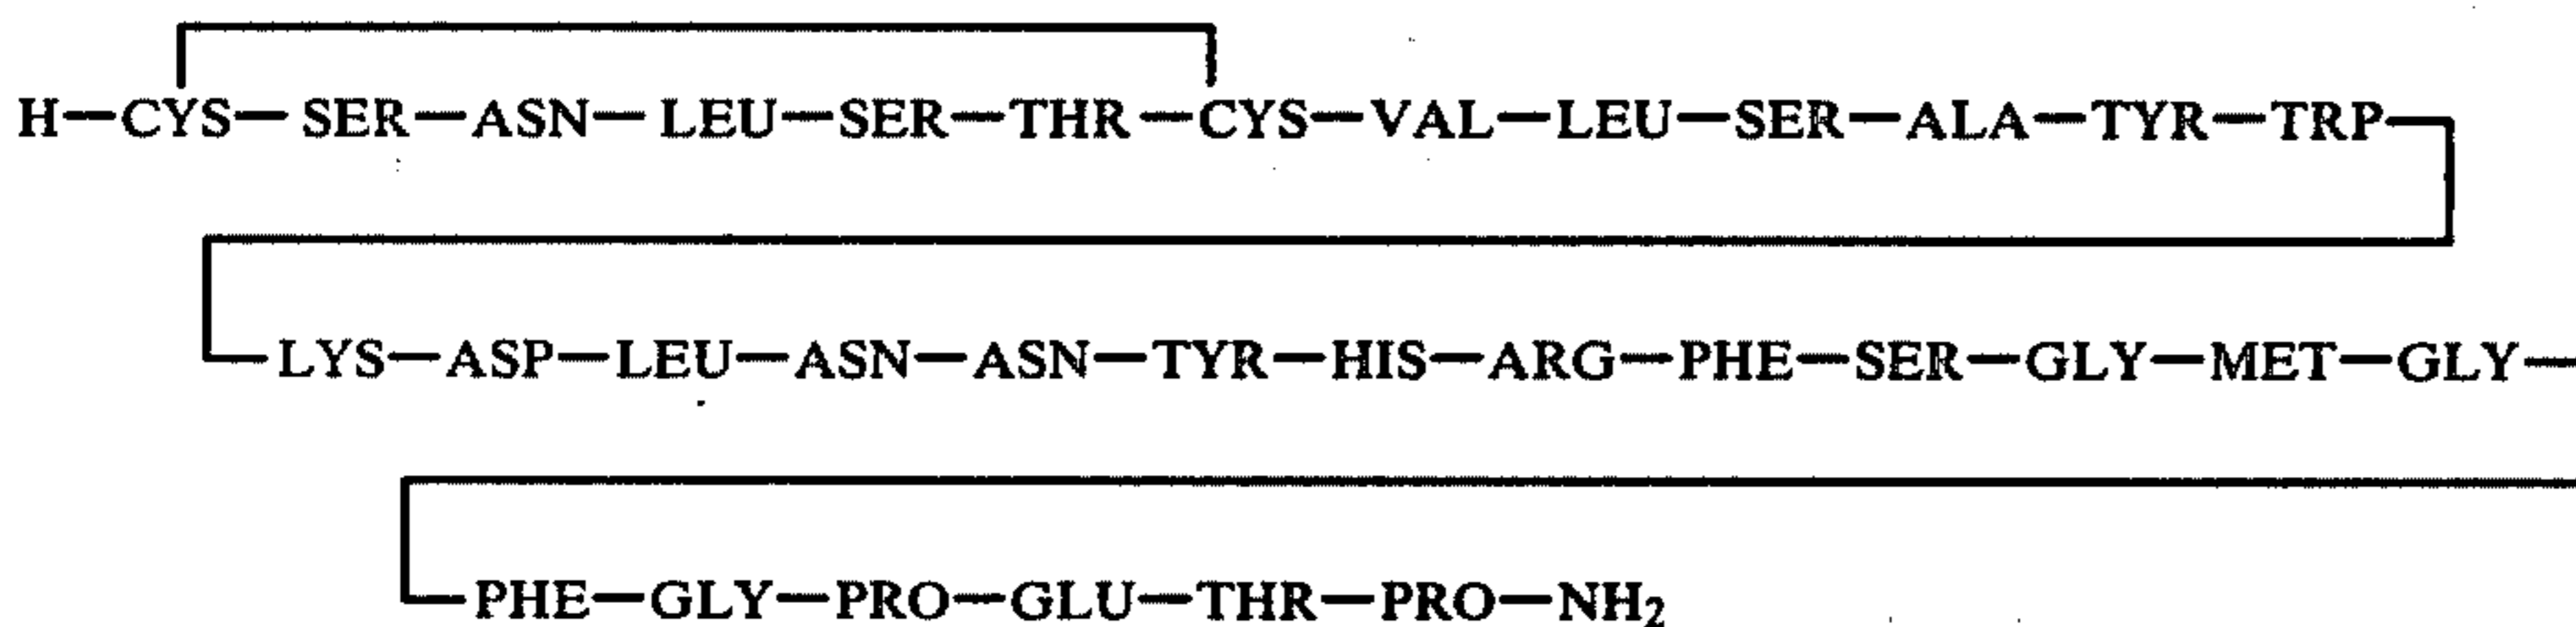 H—CYS—SER—ASN—LEU—SER—THR—CYS—VAL—LEU—SER—ALA—TYR—TRP
LYS—ASP—LEU—ASN—ASN—TYR—HIS—ARG—PHE—SER—GLY—MET—GLY—
PHE—GLY—PRO—GLU—THR—PRO—NH₂